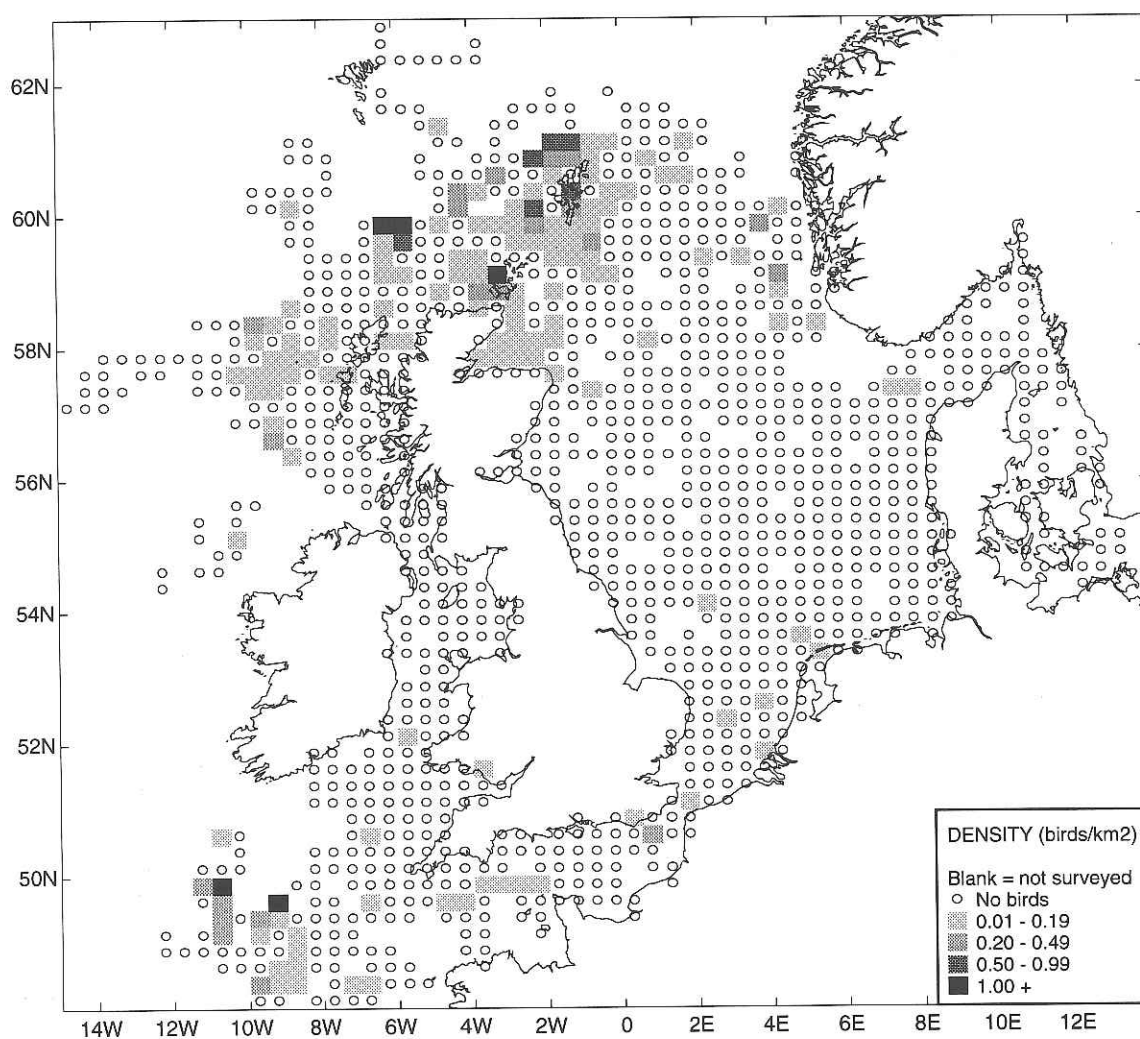 62N
60N
58N
56N
54N
52N
50N
DENSITY (birds/km2)
Blank = not surveyed
No birds
0.01 - 0.19
0.20 - 0.49
0.50 - 0.99
1.00 +
14W 12W 10W 8W 6W 4W 2W 0 2E 4E 6E 8E 10E 12E